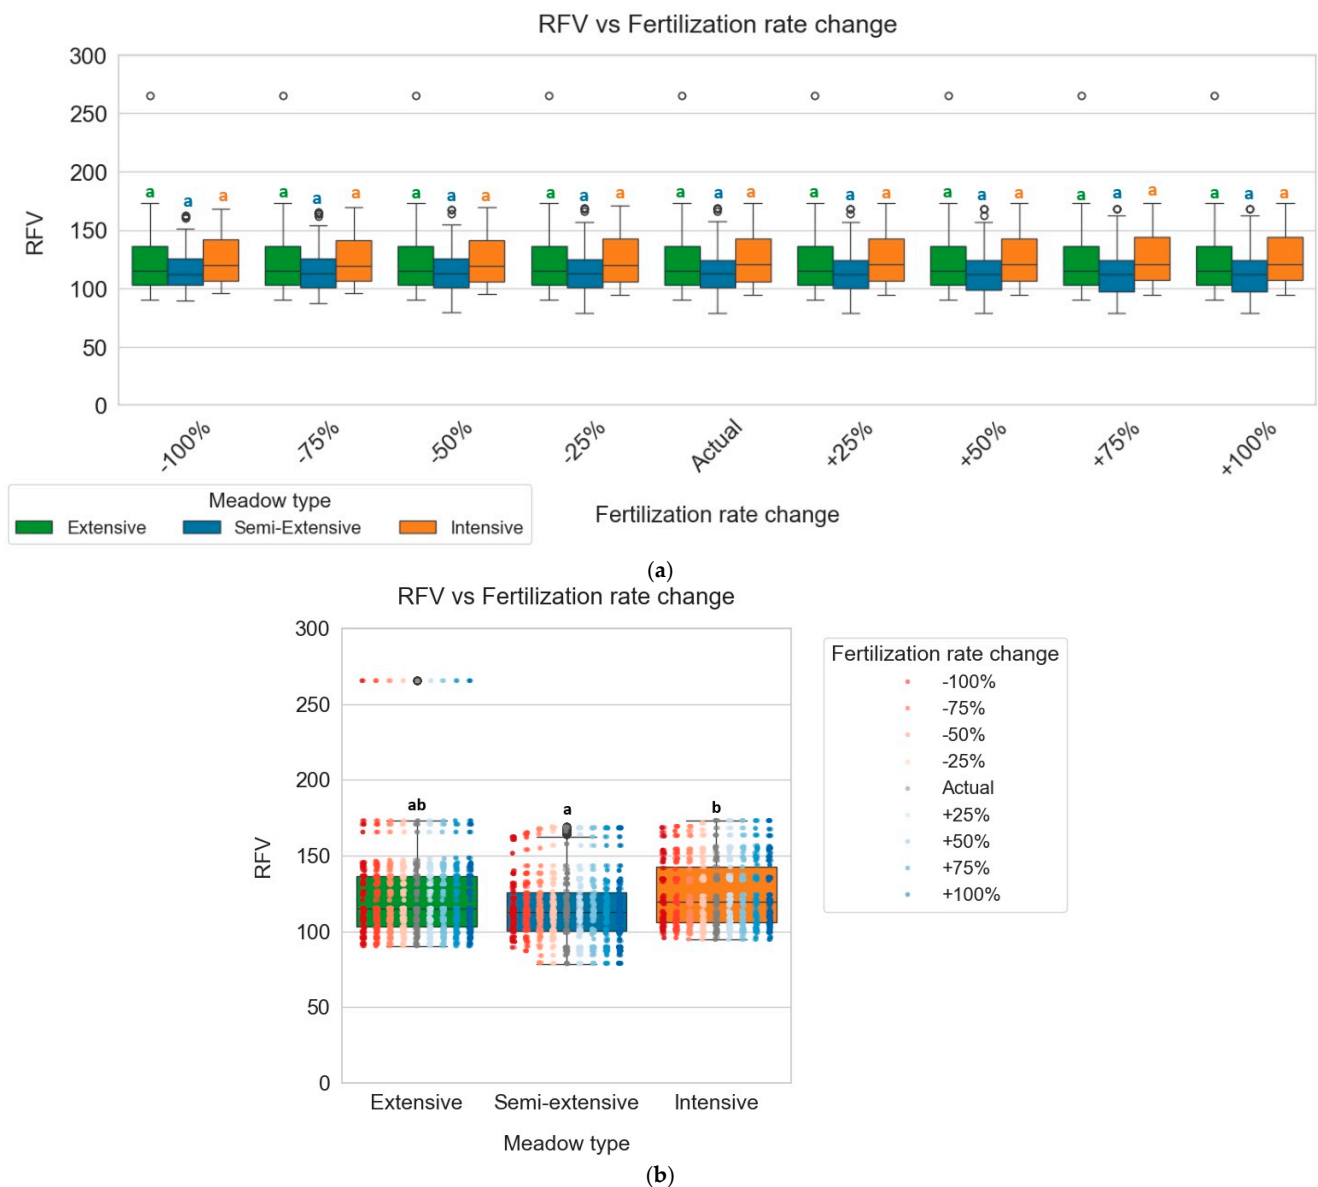 RFV vs Fertilization rate change
300
250
200
150
100
50
0
RFV
a a a a a a a a a a a a a a a a a a a a a a a a a a a
-100% -75% -50% -25% Actual +25% +50% +75% +100%
Fertilization rate change
Meadow type
Extensive Semi-Extensive Intensive
(a)
RFV vs Fertilization rate change
300
250
200
150
100
50
0
RFV
ab a b
Extensive Semi-extensive Intensive
Meadow type
Fertilization rate change
-100%
-75%
-50%
-25%
Actual
+25%
+50%
+75%
+100%
(b)